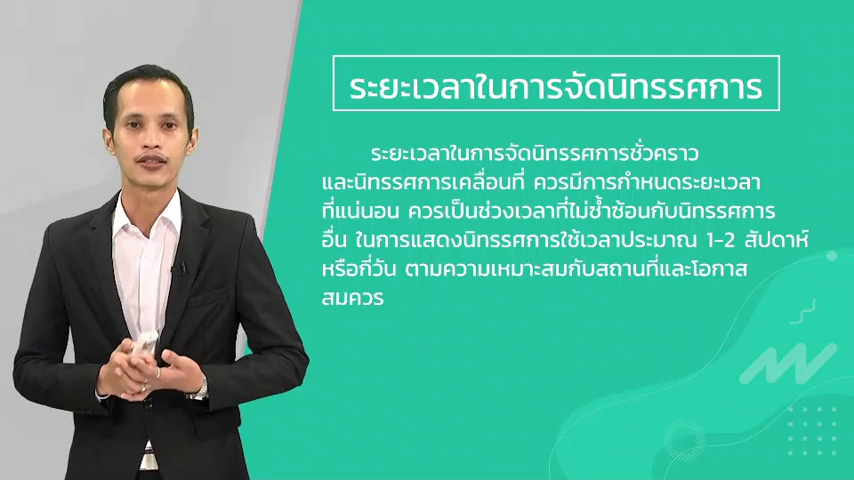 ระยะเวลาในการจัดนิทรรศการ
ระยะเวลาในการจัดนิทรรศการชั่วคราว
และนิทรรศการเคลื่อนที่ ควรมีการกำหนดระยะเวลา
ที่แน่นอน ควรเป็นช่วงเวลาที่ไม่ซ้ำซ้อนกับนิทรรศการ
อื่น ในการแสดงนิทรรศการใช้เวลาประมาณ 1-2 สัปดาห์
หรือกี่วัน ตามความเหมาะสมกับสถานที่และโอกาส
สมควร